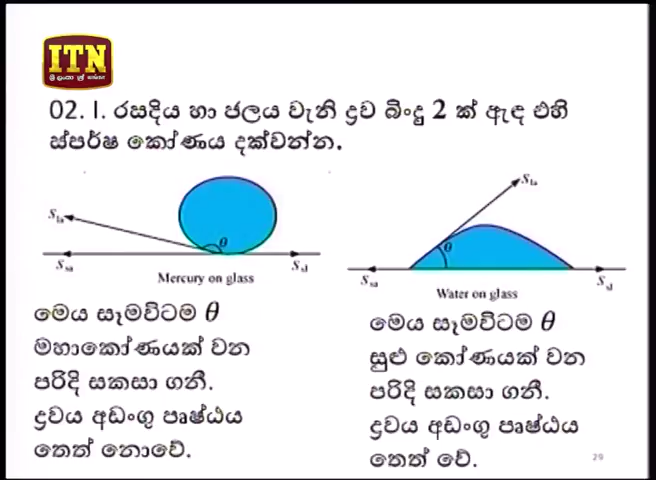 ITN
02. I. රසදිය හා ජලය වැනි ද්‍රව බිංදු 2 ක් ඇඳ එහි
ස්පර්ෂ කෝණය දක්වන්න.
S_la
θ
S_sa
S_sl
Mercury on glass
මෙය සෑමවිටම θ
මහාකෝණයක් වන
පරිදි සකසා ගනී.
ද්‍රවය අඩංගු පෘෂ්ඨය
තෙත් නොවේ.
S_la
θ
S_sa
S_sl
Water on glass
මෙය සෑමවිටම θ
සුළු කෝණයක් වන
පරිදි සකසා ගනී.
ද්‍රවය අඩංගු පෘෂ්ඨය
තෙත් වේ.
29